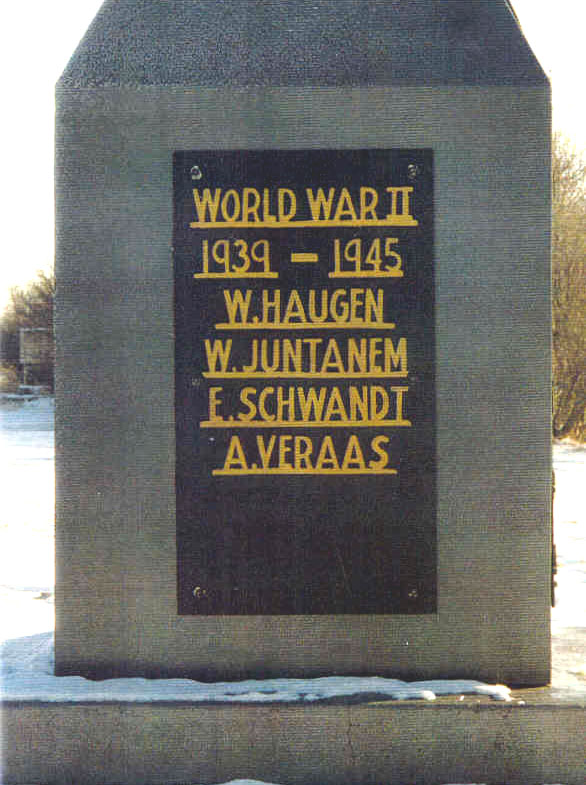 WORLD WAR II
1939 – 1945
W. HAUGEN
W. JUNTANEM
E. SCHWANDT
A. VERAAS